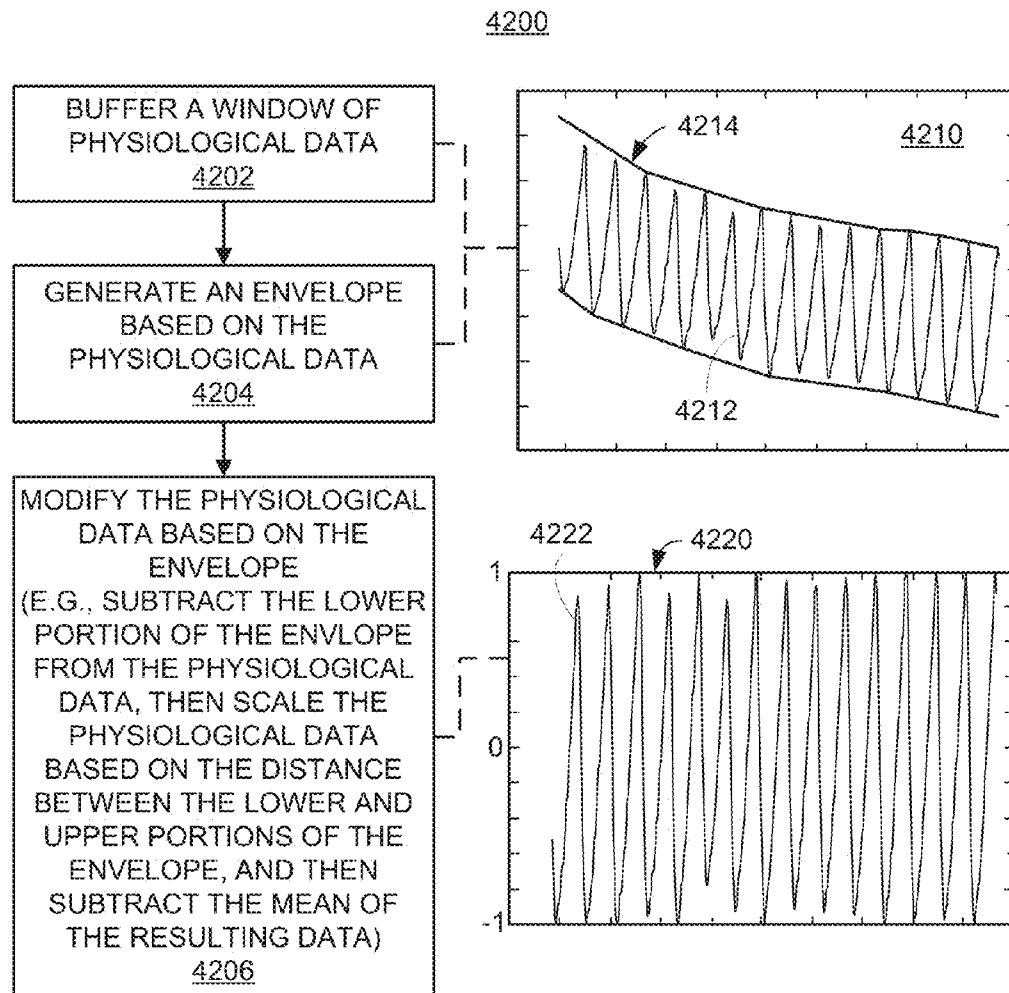 4200
BUFFER A WINDOW OF
PHYSIOLOGICAL DATA
4202
GENERATE AN ENVELOPE
BASED ON THE
PHYSIOLOGICAL DATA
4204
MODIFY THE PHYSIOLOGICAL
DATA BASED ON THE
ENVELOPE
(E.G., SUBTRACT THE LOWER
PORTION OF THE ENVLOPE
FROM THE PHYSIOLOGICAL
DATA, THEN SCALE THE
PHYSIOLOGICAL DATA
BASED ON THE DISTANCE
BETWEEN THE LOWER AND
UPPER PORTIONS OF THE
ENVELOPE, AND THEN
SUBTRACT THE MEAN OF
THE RESULTING DATA)
4206
4214
4210
4212
4222
4220
1
0
-1